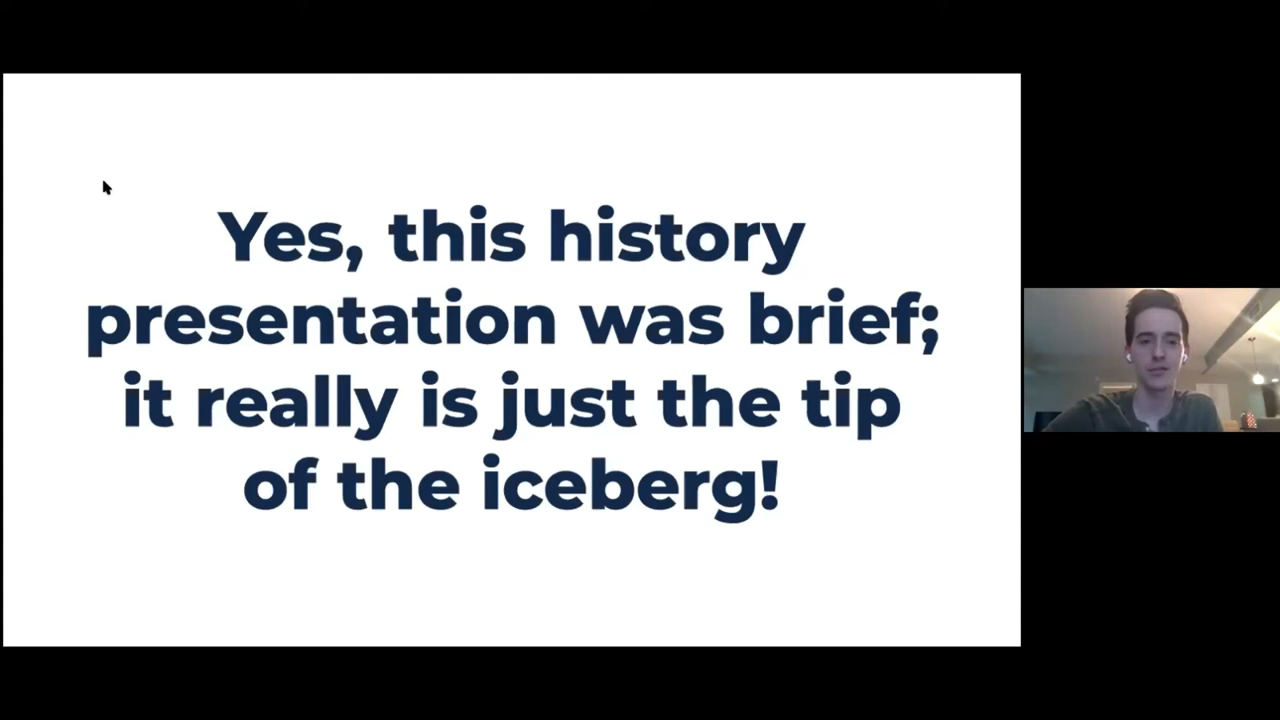 Yes, this history
presentation was brief;
it really is just the tip
of the iceberg!